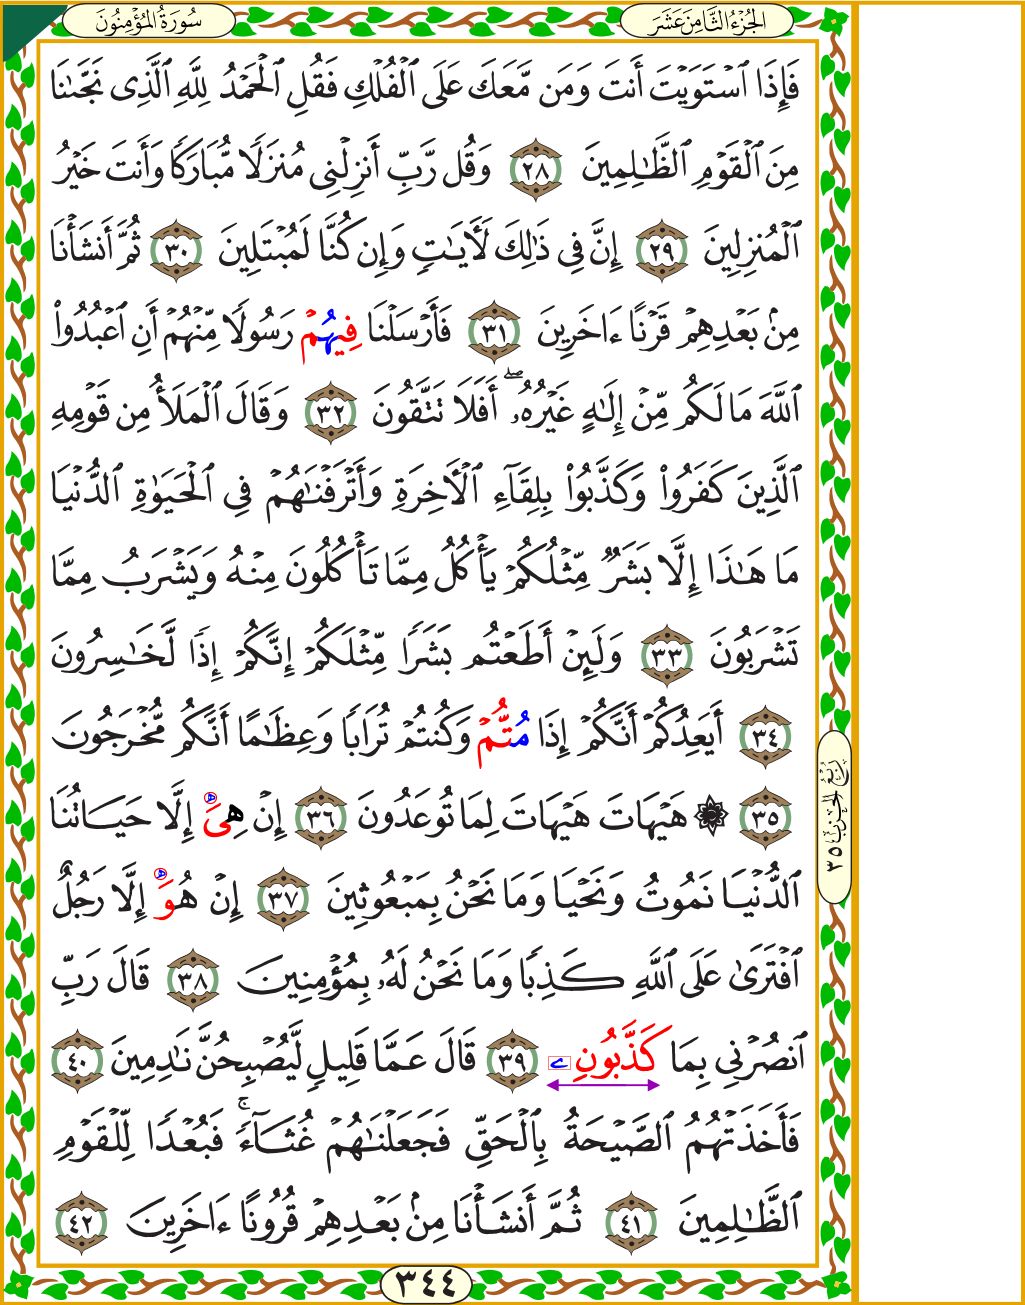 الجُزْءُ الثَّامِنَ عَشَرَ
سُورَةُ الْمُؤْمِنُونَ
فَإِذَا ٱسْتَوَيْتَ أَنتَ وَمَن مَّعَكَ عَلَى ٱلْفُلْكِ فَقُلِ ٱلْحَمْدُ لِلَّهِ ٱلَّذِى نَجَّىٰنَا
مِنَ ٱلْقَوْمِ ٱلظَّـٰلِمِينَ ٢٨ وَقُل رَّبِّ أَنزِلْنِى مُنزَلًا مُّبَارَكًا وَأَنتَ خَيْرُ
ٱلْمُنزِلِينَ ٢٩ إِنَّ فِى ذَٰلِكَ لَـَٔايَـٰتٍ وَإِن كُنَّا لَمُبْتَلِينَ ٣٠ ثُمَّ أَنشَأْنَا
مِنۢ بَعْدِهِمْ قَرْنًا ءَاخَرِينَ ٣١ فَأَرْسَلْنَا فِيهُمْ رَسُولًا مِّنْهُمْ أَنِ ٱعْبُدُوا۟
ٱللَّهَ مَا لَكُم مِّنْ إِلَـٰهٍ غَيْرُهُۥٓ ۖ أَفَلَا تَتَّقُونَ ٣٢ وَقَالَ ٱلْمَلَأُ مِن قَوْمِهِ
ٱلَّذِينَ كَفَرُوا۟ وَكَذَّبُوا۟ بِلِقَآءِ ٱلْـَٔاخِرَةِ وَأَتْرَفْنَـٰهُمْ فِى ٱلْحَيَوٰةِ ٱلدُّنْيَا
مَا هَـٰذَا إِلَّا بَشَرٌ مِّثْلُكُمْ يَأْكُلُ مِمَّا تَأْكُلُونَ مِنْهُ وَيَشْرَبُ مِمَّا
تَشْرَبُونَ ٣٣ وَلَئِنْ أَطَعْتُم بَشَرًا مِّثْلَكُمْ إِنَّكُمْ إِذًا لَّخَـٰسِرُونَ
٣٤ أَيَعِدُكُمْ أَنَّكُمْ إِذَا مُتُّمْ وَكُنتُمْ تُرَابًا وَعِظَـٰمًا أَنَّكُم مُّخْرَجُونَ
٣٥ ۞ هَيْهَاتَ هَيْهَاتَ لِمَا تُوعَدُونَ ٣٦ إِنْ هِىَ إِلَّا حَيَاتُنَا
ٱلدُّنْيَا نَمُوتُ وَنَحْيَا وَمَا نَحْنُ بِمَبْعُوثِينَ ٣٧ إِنْ هُوَ إِلَّا رَجُلٌ
ٱفْتَرَىٰ عَلَى ٱللَّهِ كَذِبًا وَمَا نَحْنُ لَهُۥ بِمُؤْمِنِينَ ٣٨ قَالَ رَبِّ
ٱنصُرْنِى بِمَا كَذَّبُونِۦ ٣٩ قَالَ عَمَّا قَلِيلٍ لَّيُصْبِحُنَّ نَـٰدِمِينَ ٤٠
فَأَخَذَتْهُمُ ٱلصَّيْحَةُ بِٱلْحَقِّ فَجَعَلْنَـٰهُمْ غُثَآءً ۚ فَبُعْدًا لِّلْقَوْمِ
ٱلظَّـٰلِمِينَ ٤١ ثُمَّ أَنشَأْنَا مِنۢ بَعْدِهِمْ قُرُونًا ءَاخَرِينَ ٤٢
رُبْعُ الحِزْبِ ٣٥
٣٤٤